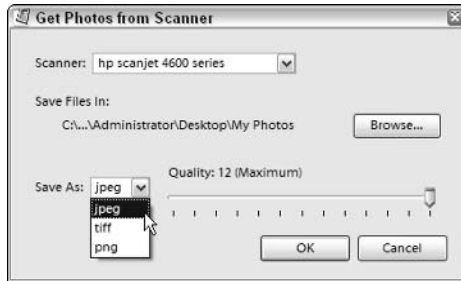 Get Photos from Scanner
Scanner: hp scanjet 4600 series
Save Files In:
C:\...\Administrator\Desktop\My Photos Browse...
Quality: 12 (Maximum)
Save As: jpeg
jpeg
tiff
png
OK Cancel